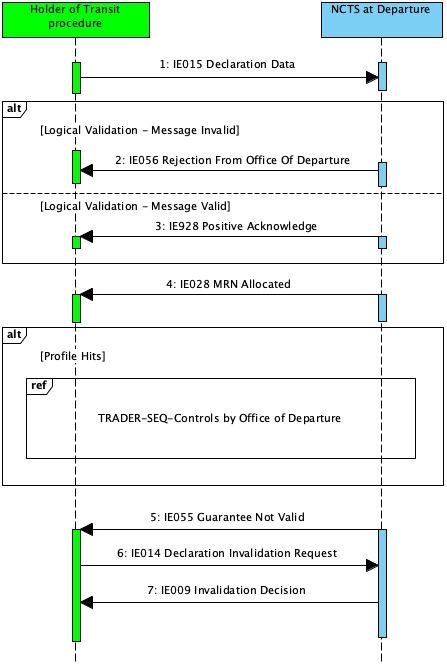 Holder of Transit
procedure
NCTS at Departure
1: IE015 Declaration Data
alt
[Logical Validation – Message Invalid]
2: IE056 Rejection From Office Of Departure
[Logical Validation – Message Valid]
3: IE928 Positive Acknowledge
4: IE028 MRN Allocated
alt
[Profile Hits]
ref
TRADER-SEQ-Controls by Office of Departure
5: IE055 Guarantee Not Valid
6: IE014 Declaration Invalidation Request
7: IE009 Invalidation Decision